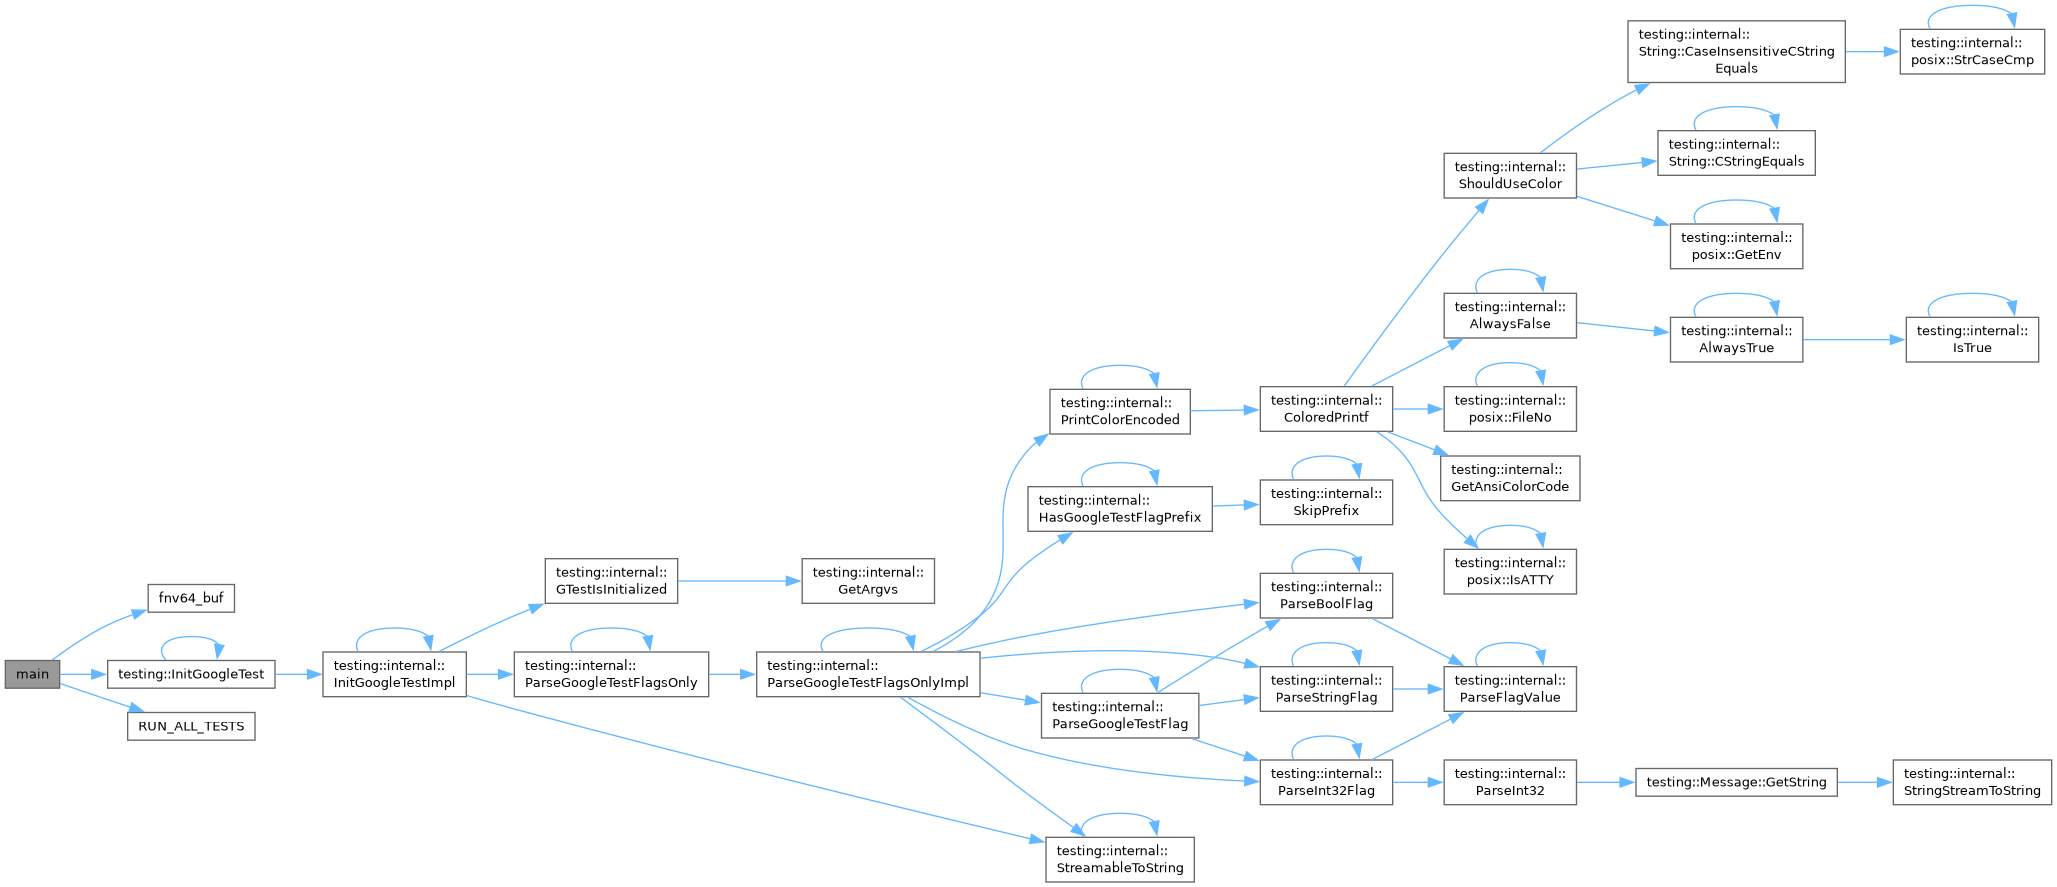 main
fnv64_buf
testing::InitGoogleTest
RUN_ALL_TESTS
testing::internal::
InitGoogleTestImpl
testing::internal::
GTestIsInitialized
testing::internal::
ParseGoogleTestFlagsOnly
testing::internal::
GetArgvs
testing::internal::
ParseGoogleTestFlagsOnlyImpl
testing::internal::
PrintColorEncoded
testing::internal::
HasGoogleTestFlagPrefix
testing::internal::
ParseGoogleTestFlag
testing::internal::
StreamableToString
testing::internal::
ColoredPrintf
testing::internal::
SkipPrefix
testing::internal::
ParseBoolFlag
testing::internal::
ParseStringFlag
testing::internal::
ParseInt32Flag
testing::internal::
ShouldUseColor
testing::internal::
AlwaysFalse
testing::internal::
posix::FileNo
testing::internal::
GetAnsiColorCode
testing::internal::
posix::IsATTY
testing::internal::
ParseFlagValue
testing::internal::
ParseInt32
testing::internal::
String::CaseInsensitiveCString
Equals
testing::internal::
String::CStringEquals
testing::internal::
posix::GetEnv
testing::internal::
AlwaysTrue
testing::Message::GetString
testing::internal::
posix::StrCaseCmp
testing::internal::
IsTrue
testing::internal::
StringStreamToString